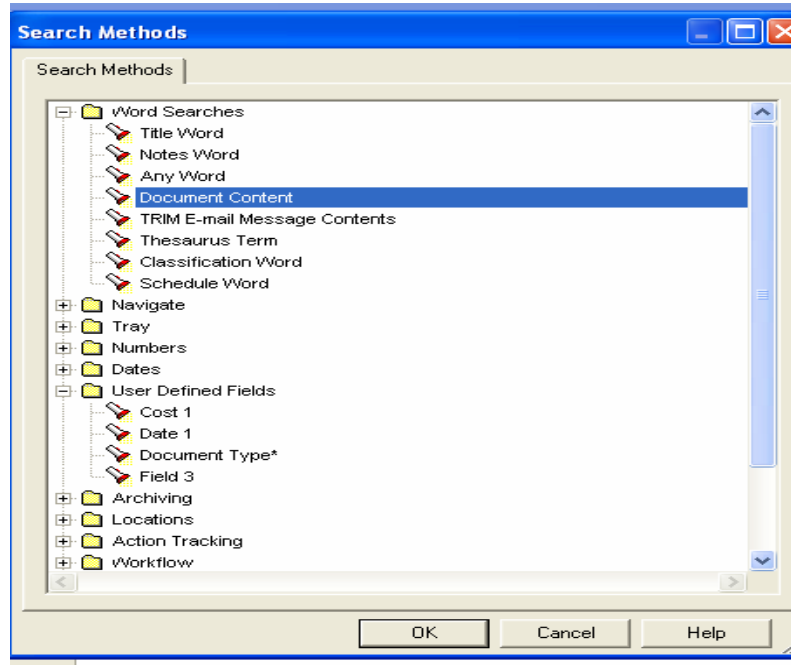 Search Methods
Search Methods
Word Searches
Title Word
Notes Word
Any Word
Document Content
TRIM E-mail Message Contents
Thesaurus Term
Classification Word
Schedule Word
Navigate
Tray
Numbers
Dates
User Defined Fields
Cost 1
Date 1
Document Type*
Field 3
Archiving
Locations
Action Tracking
Workflow
OK Cancel Help